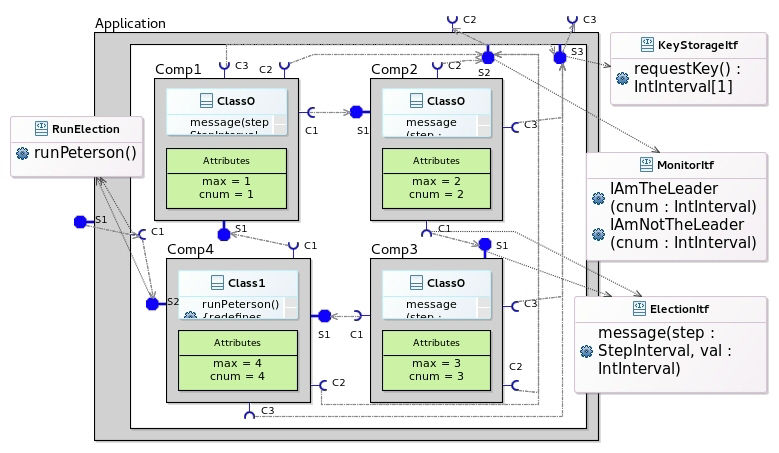 Application
C2
C3
KeyStorageItf
requestKey() :
IntInterval[1]
Comp1
C3
C2
Comp2
C2
S2
S3
Class0
message(step
C1
S1
Class0
message
(step :
C3
Attributes
max = 1
cnum = 1
Attributes
max = 2
cnum = 2
RunElection
runPeterson()
MonitorItf
IAmTheLeader
(cnum : IntInterval)
IAmNotTheLeader
(cnum : IntInterval)
S1
C1
S1
C1
C1
S1
Comp4
Comp3
Class1
runPeterson()
{redefines
S2
S1
C1
Class0
message
(step :
C3
ElectionItf
message(step :
StepInterval, val :
IntInterval)
Attributes
max = 4
cnum = 4
C2
Attributes
max = 3
cnum = 3
C2
C3